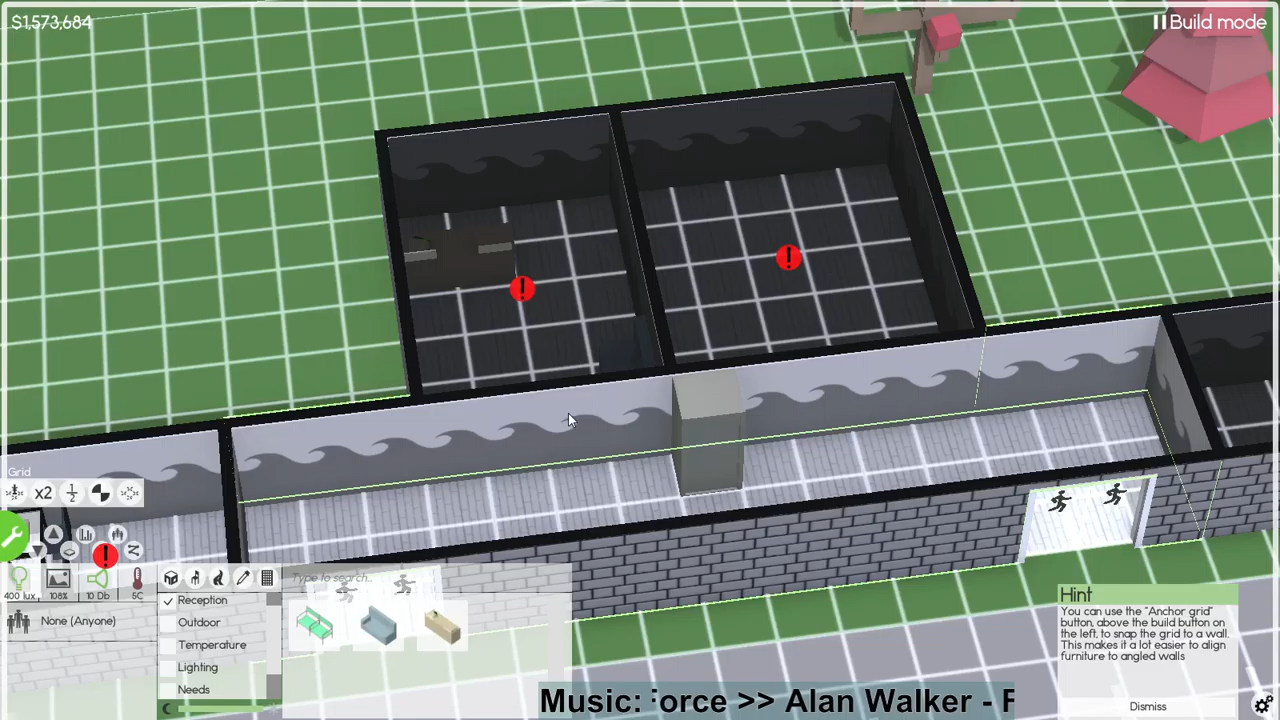 $1,573,684
Build mode
Grid
x2
1/2
400 lux
108%
10 Db
5C
None (Anyone)
Type to search..
Reception
Outdoor
Temperature
Lighting
Needs
Hint
You can use the "Anchor grid"
button, above the build button on
the left, to snap the grid to a wall.
This makes it a lot easier to align
furniture to angled walls
Dismiss
Music: orce >> Alan Walker - F